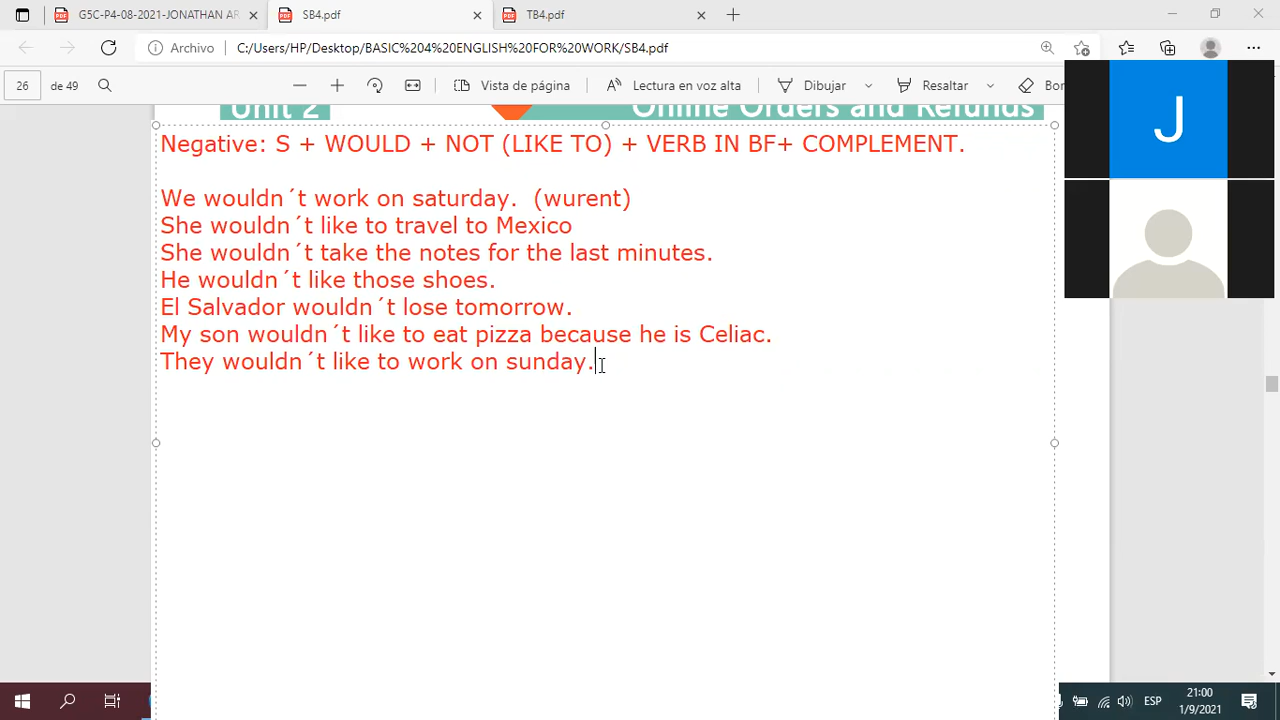 G5C-P4-08-2021-JONATHAN AR
SB4.pdf
TB4.pdf
Archivo
C:/Users/HP/Desktop/BASIC%204%20ENGLISH%20FOR%20WORK/SB4.pdf
26
de 49
Vista de página
Lectura en voz alta
Dibujar
Resaltar
Bor
Unit 2
Online Orders and Refunds
Negative: S + WOULD + NOT (LIKE TO) + VERB IN BF+ COMPLEMENT.
We wouldn´t work on saturday. (wurent)
She wouldn´t like to travel to Mexico
She wouldn´t take the notes for the last minutes.
He wouldn´t like those shoes.
El Salvador wouldn´t lose tomorrow.
My son wouldn´t like to eat pizza because he is Celiac.
They wouldn´t like to work on sunday.
J
ESP
21:00
1/9/2021